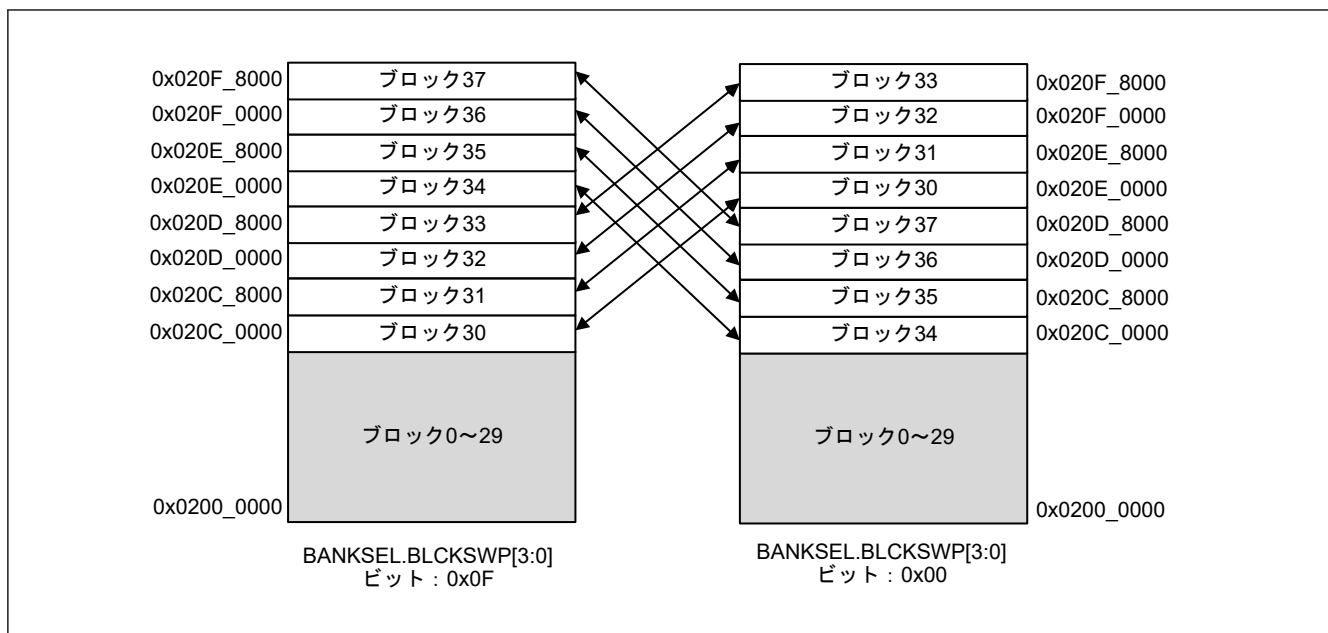 0x020F_8000 ブロック37
0x020F_0000 ブロック36
0x020E_8000 ブロック35
0x020E_0000 ブロック34
0x020D_8000 ブロック33
0x020D_0000 ブロック32
0x020C_8000 ブロック31
0x020C_0000 ブロック30
ブロック0～29
0x0200_0000
BANKSEL.BLCKSWP[3:0]
ビット：0x0F
ブロック33 0x020F_8000
ブロック32 0x020F_0000
ブロック31 0x020E_8000
ブロック30 0x020E_0000
ブロック37 0x020D_8000
ブロック36 0x020D_0000
ブロック35 0x020C_8000
ブロック34 0x020C_0000
ブロック0～29
0x0200_0000
BANKSEL.BLCKSWP[3:0]
ビット：0x00